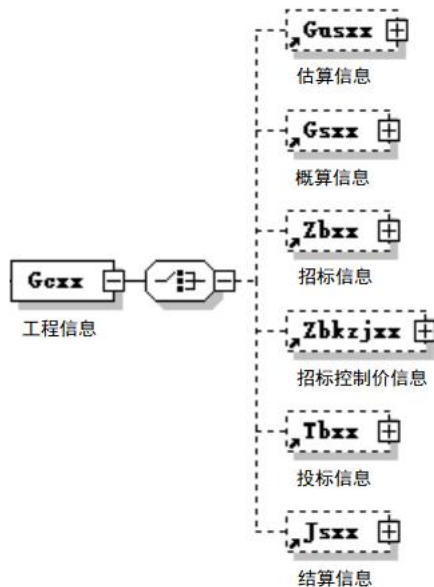 Gusxx
估算信息
Gsxx
概算信息
Zbxx
招标信息
Gcxx
工程信息
Zbkzjxx
招标控制价信息
Tbxx
投标信息
Jsxx
结算信息